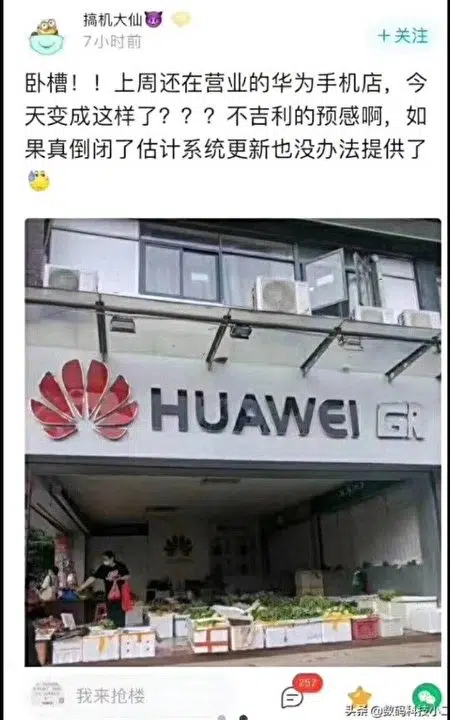 搞机大仙
7小时前
+关注
卧槽！！上周还在营业的华为手机店，今
天变成这样了？？？不吉利的预感啊，如
果真倒闭了估计系统更新也没办法提供了
HUAWEI GR
我来抢楼
257
头条@数码科技小二